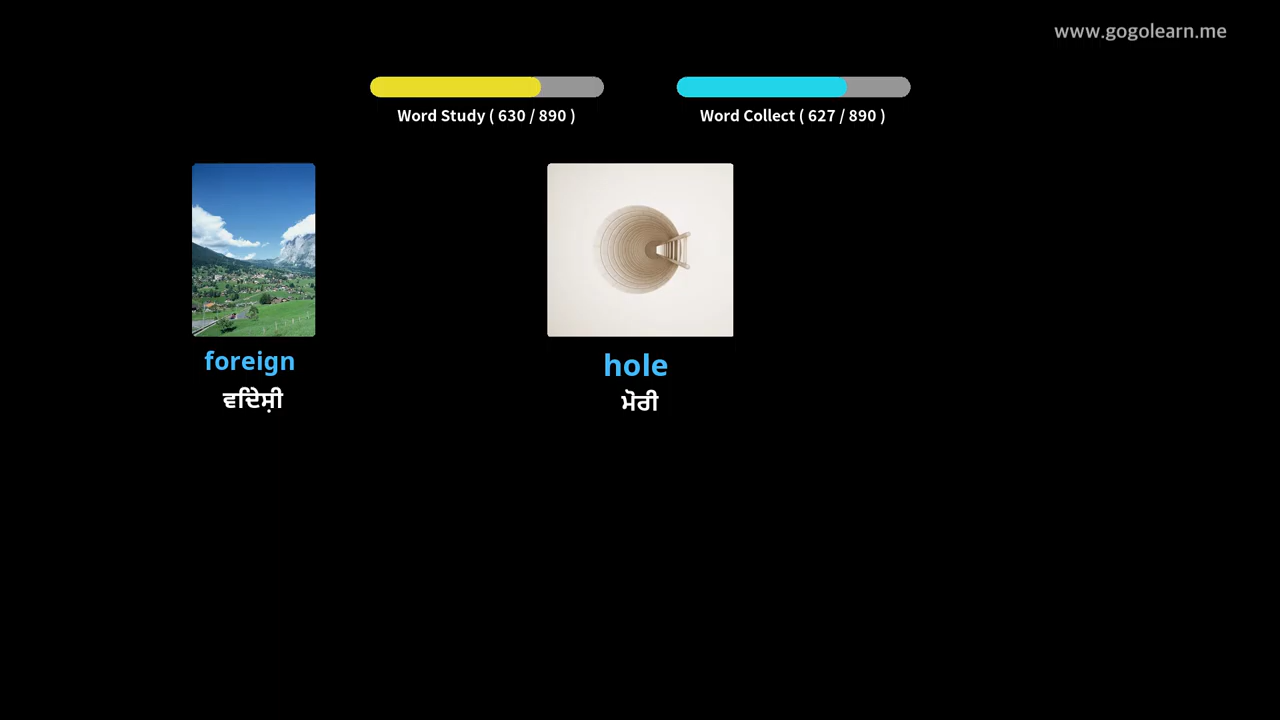 www.gogolearn.me
Word Study ( 630 / 890 )
Word Collect ( 627 / 890 )
foreign
ਵਿਦੇਸ਼ੀ
hole
ਮੋਰੀ